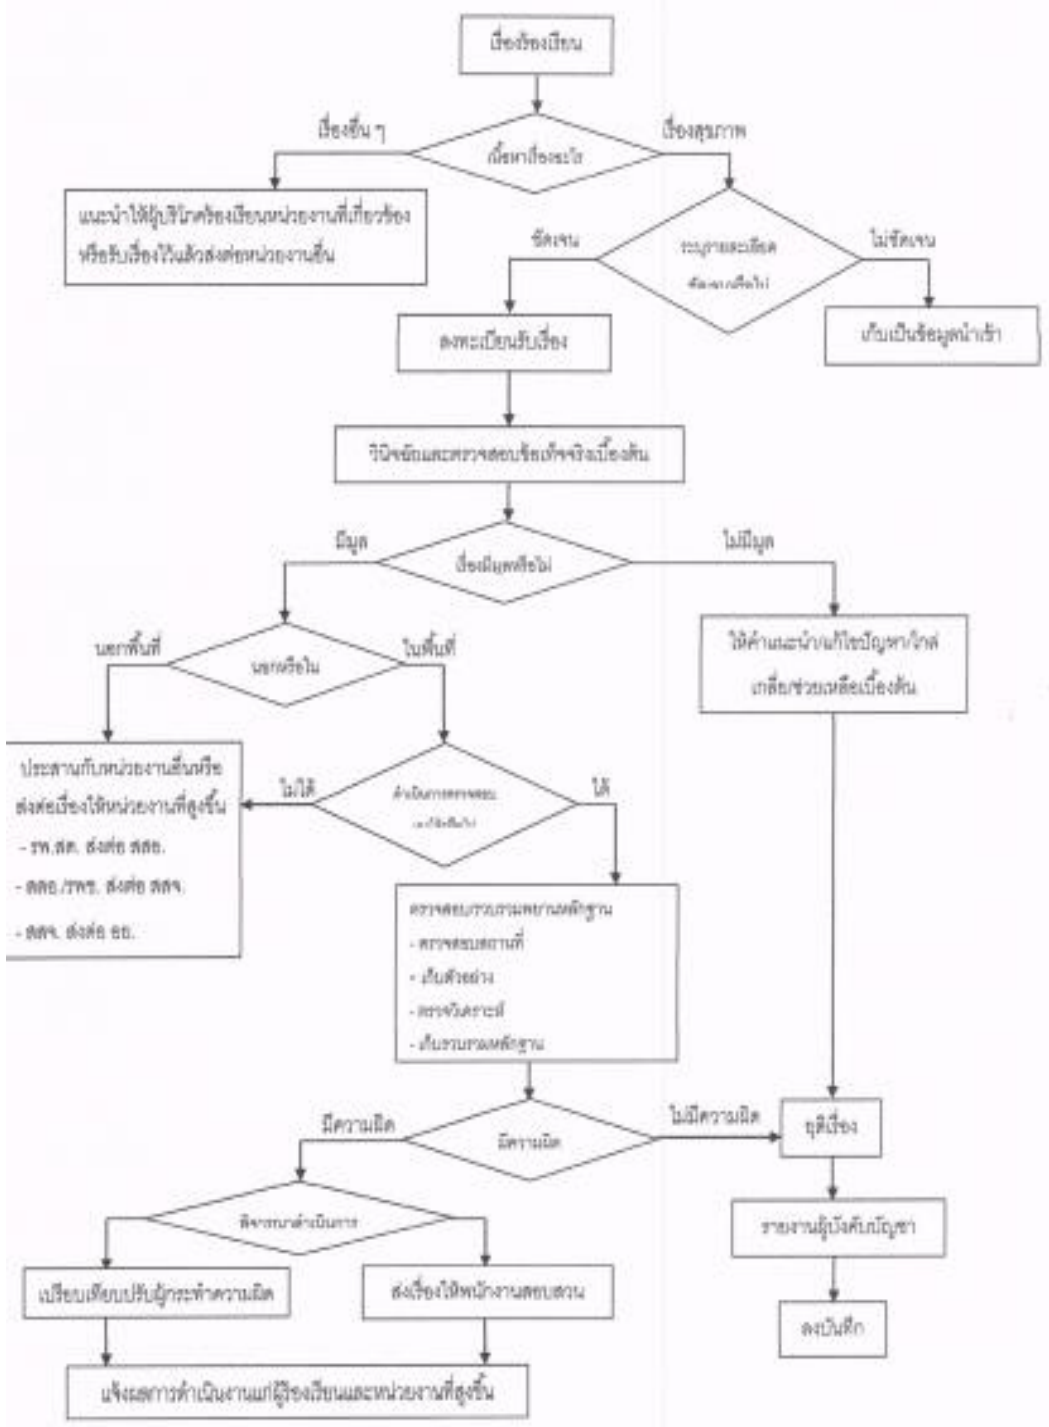 เรื่องร้องเรียน
เรื่องอื่น ๆ
เรื่องสุขภาพ
เนื้อหาเรื่องอะไร
แนะนำให้ผู้บริโภคร้องเรียนหน่วยงานที่เกี่ยวข้อง
หรือรับเรื่องไว้แล้วส่งต่อหน่วยงานอื่น
ชัดเจน
ระบุรายละเอียด
ไม่ชัดเจน
ชัดเจนหรือไม่
ลงทะเบียนรับเรื่อง
เก็บเป็นข้อมูลนำเข้า
วินิจฉัยและตรวจสอบข้อเท็จจริงเบื้องต้น
มีมูล
เรื่องมีมูลหรือไม่
ไม่มีมูล
นอกพื้นที่
นอกหรือใน
ในพื้นที่
ให้คำแนะนำ/แก้ไขปัญหา/ไกล่
เกลี่ย/ช่วยเหลือเบื้องต้น
ประสานกับหน่วยงานอื่นหรือ
ส่งต่อเรื่องให้หน่วยงานที่สูงขึ้น
- รพ.สต. ส่งต่อ สสอ.
- สสอ./รพช. ส่งต่อ สสจ.
- สสจ. ส่งต่อ อย.
ไม่ได้
ดำเนินการตรวจสอบ
ได้
ตรวจสอบ/รวบรวมพยานหลักฐาน
- ตรวจสอบสถานที่
- เก็บตัวอย่าง
- ตรวจวิเคราะห์
- เก็บรวบรวมหลักฐาน
มีความผิด
มีความผิด
ไม่มีความผิด
ยุติเรื่อง
พิจารณาดำเนินการ
รายงานผู้บังคับบัญชา
เปรียบเทียบปรับผู้กระทำความผิด
ส่งเรื่องให้พนักงานสอบสวน
ลงบันทึก
แจ้งผลการดำเนินงานแก่ผู้ร้องเรียนและหน่วยงานที่สูงขึ้น